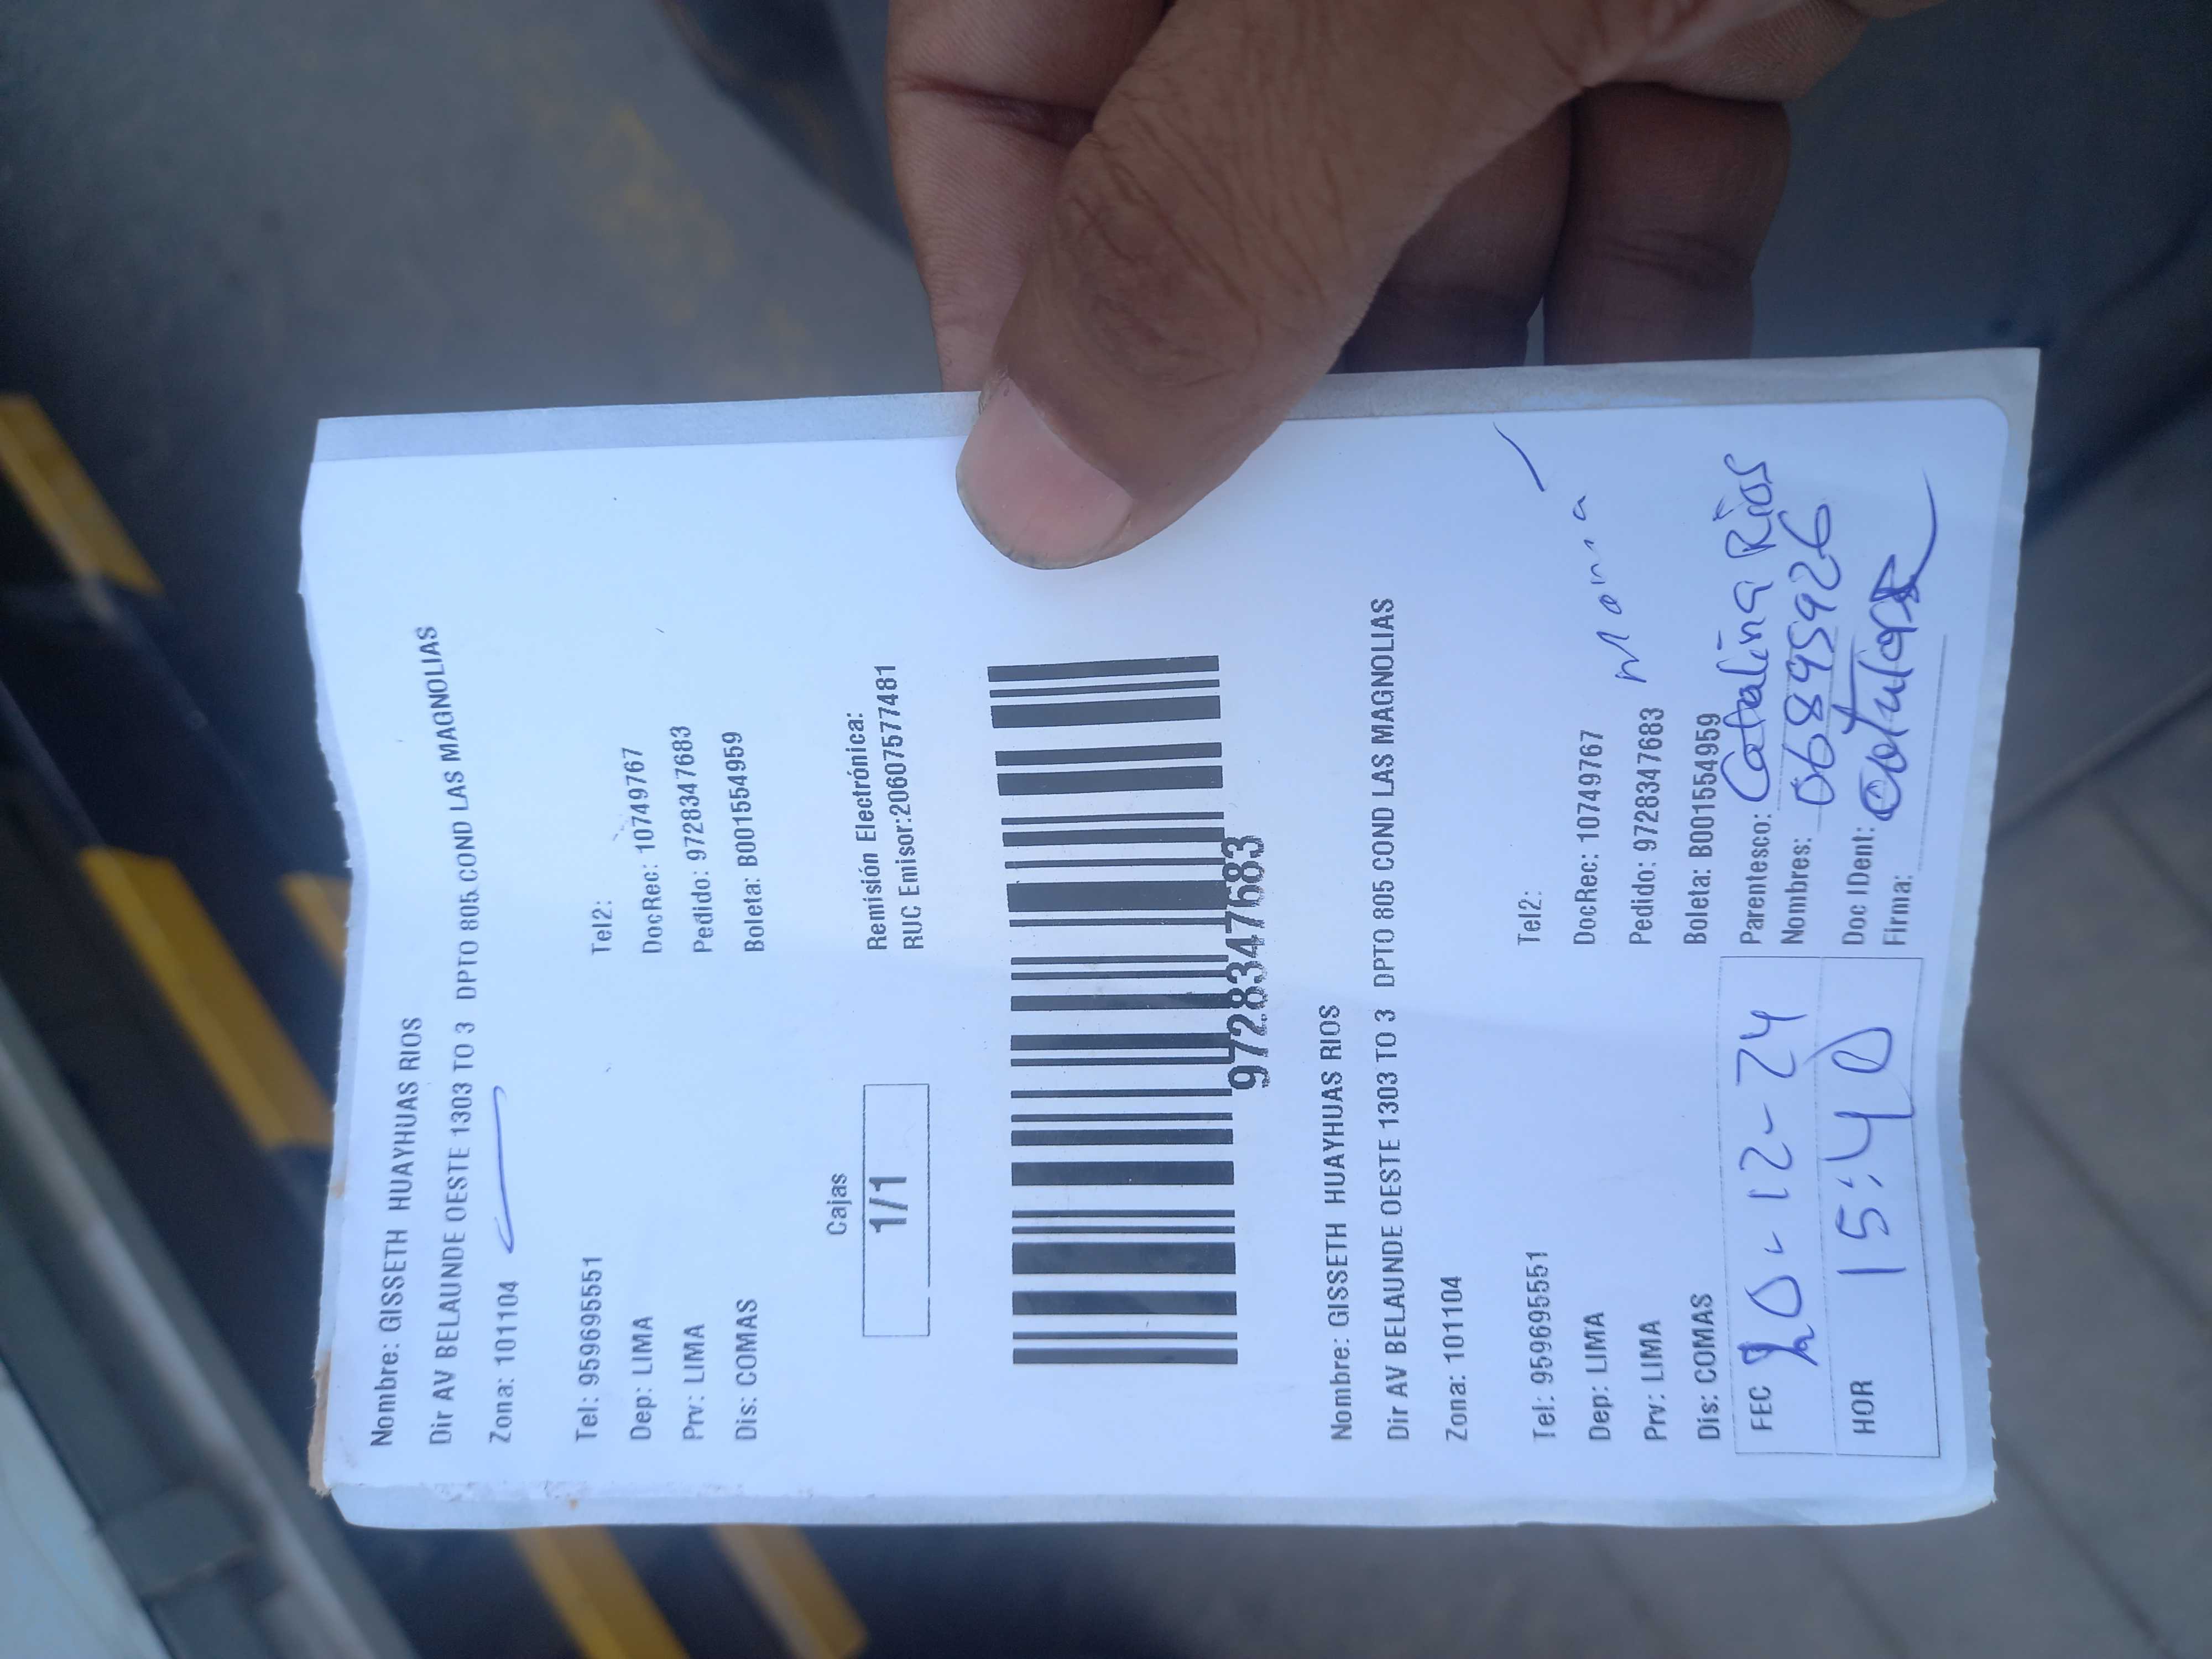 Nombre: GISSETH HUAYHUAS RIOS
Dir AV BELAUNDE OESTE 1303 TO 3 DPTO 805 COND LAS MAGNOLIAS
Zona: 101104
Tel: 959695551 Tel2:
Dep: LIMA DocRec: 10749767
Prv: LIMA Pedido: 9728347683
Dis: COMAS Boleta: B001554959
Cajas
1/1
Remisión Electrónica:
RUC Emisor:20607577481
9728347683
Nombre: GISSETH HUAYHUAS RIOS
Dir AV BELAUNDE OESTE 1303 TO 3 DPTO 805 COND LAS MAGNOLIAS
Zona: 101104
Tel: 959695551 Tel2:
Dep: LIMA DocRec: 10749767
Prv: LIMA Pedido: 9728347683
Dis: COMAS Boleta: B001554959
FEC 20-12-24 Parentesco: Catalina Rios
Nombres: 06895926
HOR 15:40 Doc IDent:
Firma: